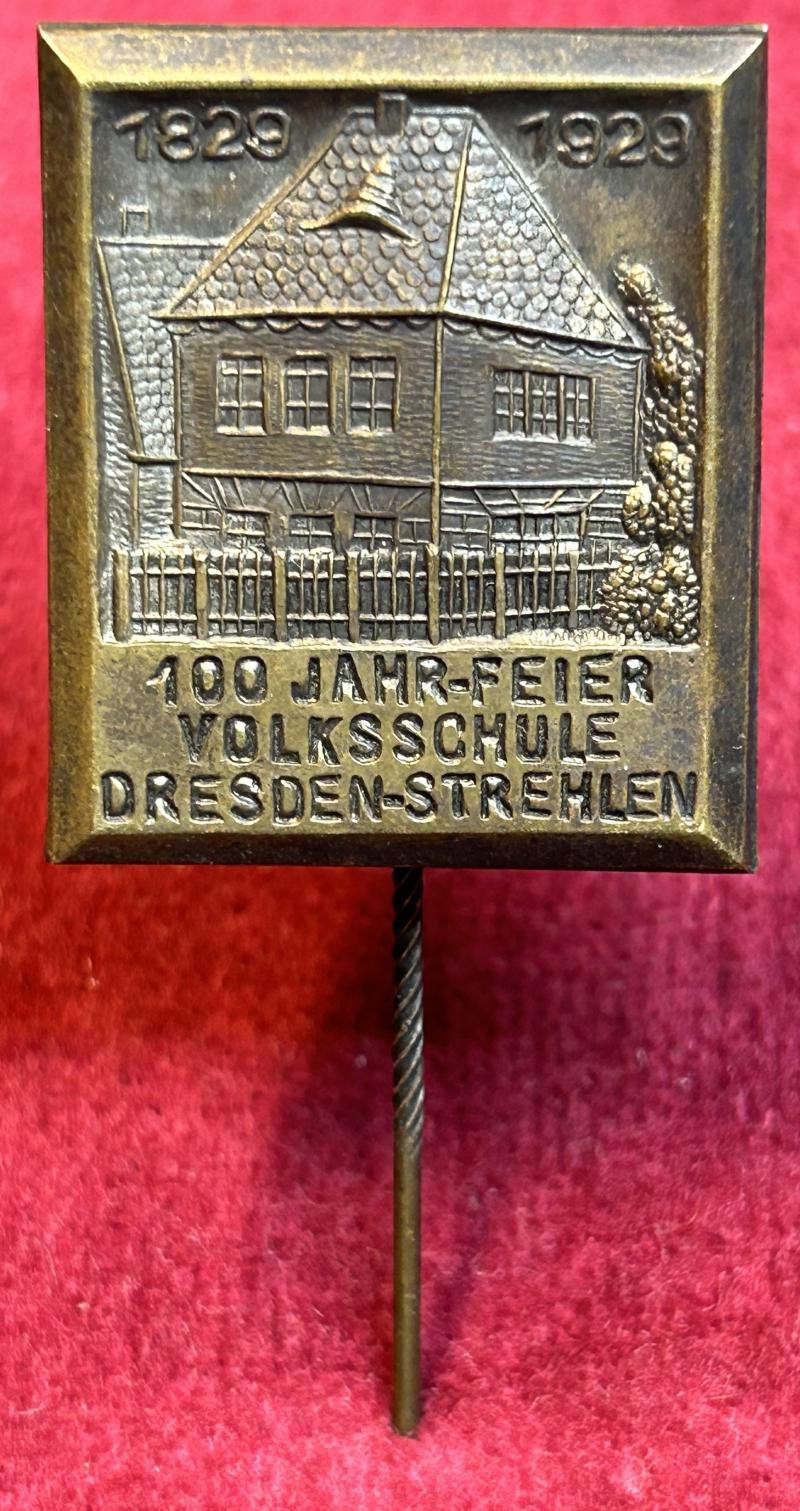 1829 1929
100 JAHR-FEIER
VOLKSSCHULE
DRESDEN-STREHLEN